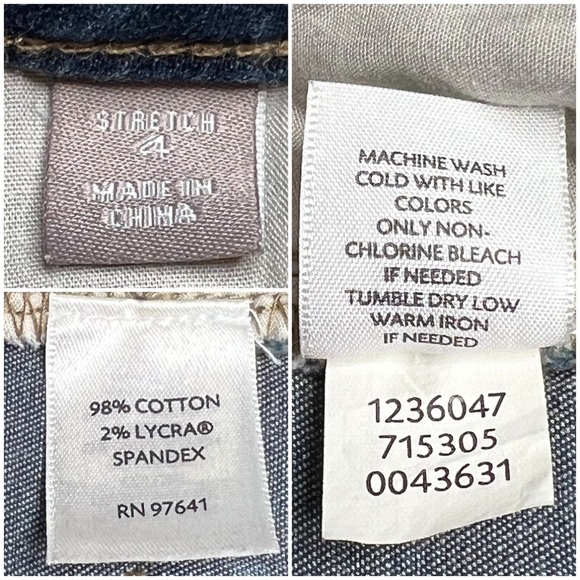 STRETCH
4
MADE IN
CHINA
MACHINE WASH
COLD WITH LIKE
COLORS
ONLY NON-
CHLORINE BLEACH
IF NEEDED
TUMBLE DRY LOW
WARM IRON
IF NEEDED
1236047
715305
0043631
98% COTTON
2% LYCRA®
SPANDEX
RN 97641